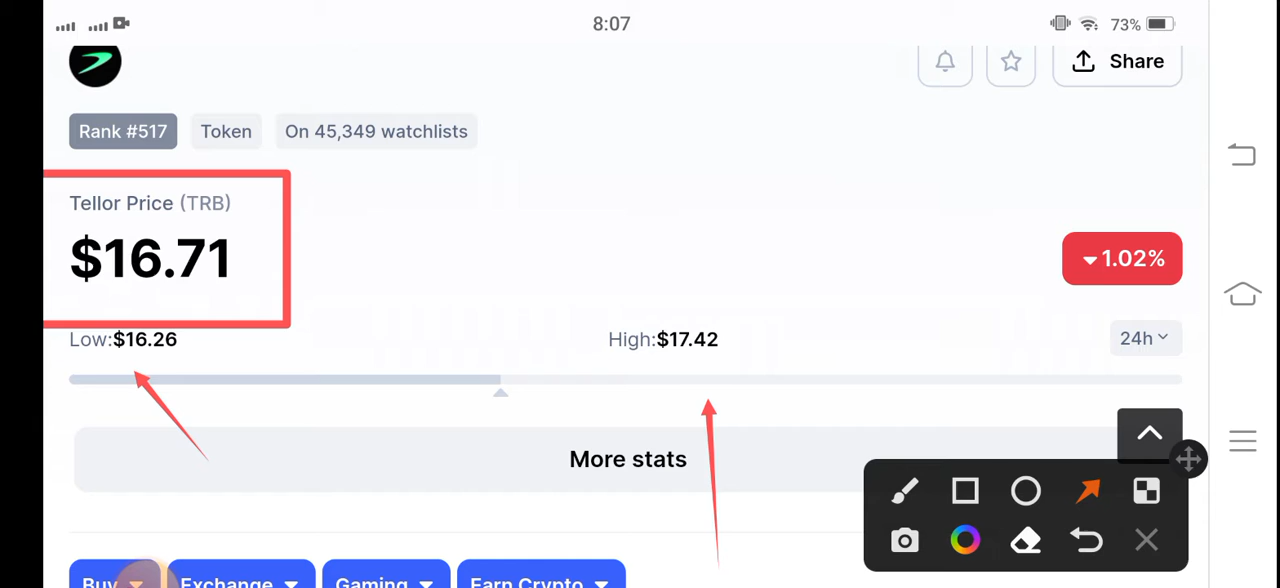 8:07
73%
Share
Rank #517 Token On 45,349 watchlists
Tellor Price (TRB)
$16.71
1.02%
Low:$16.26 High:$17.42 24h
More stats
Buy Exchange Gaming Earn Crypto